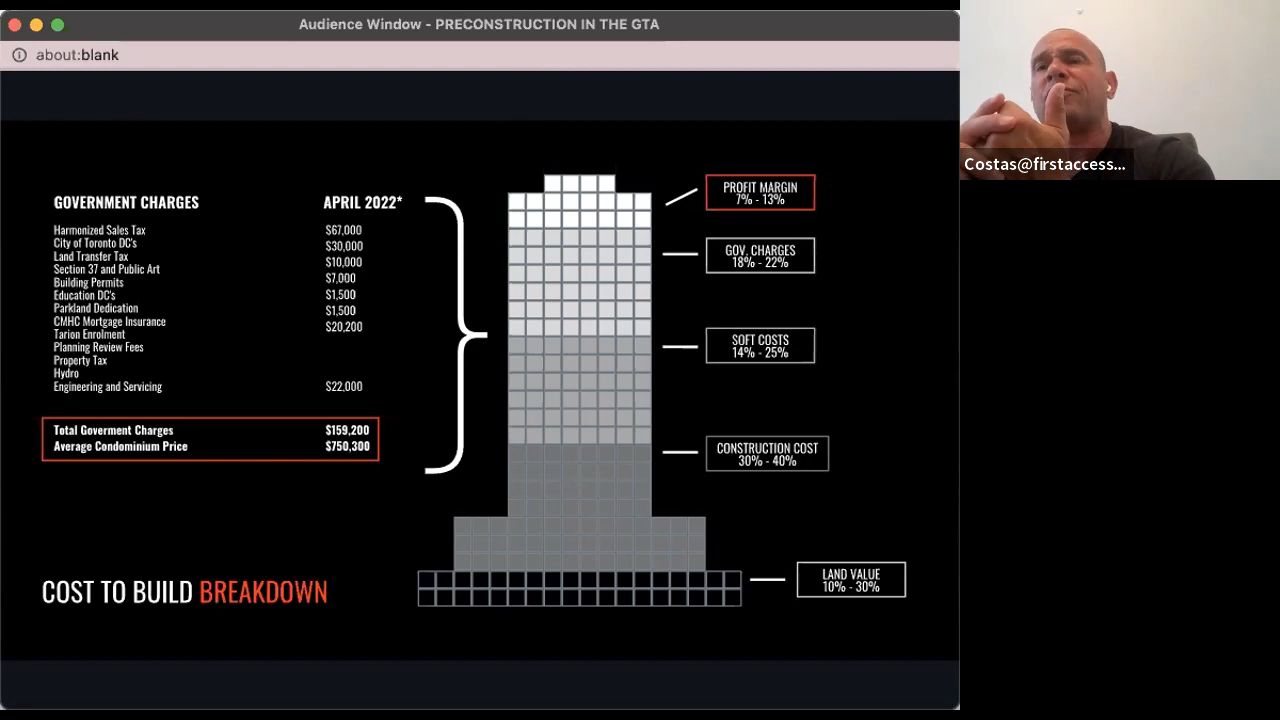 Audience Window - PRECONSTRUCTION IN THE GTA
about:blank
Costas@firstaccess...
GOVERNMENT CHARGES APRIL 2022*
Harmonized Sales Tax $67,000
City of Toronto DC's $30,000
Land Transfer Tax $10,000
Section 37 and Public Art $7,000
Building Permits $1,500
Education DC's $1,500
Parkland Dedication $20,200
CMHC Mortgage Insurance
Tarion Enrolment
Planning Review Fees
Property Tax
Hydro
Engineering and Servicing $22,000
Total Goverment Charges $159,200
Average Condominium Price $750,300
PROFIT MARGIN
7% - 13%
GOV. CHARGES
18% - 22%
SOFT COSTS
14% - 25%
CONSTRUCTION COST
30% - 40%
LAND VALUE
10% - 30%
COST TO BUILD BREAKDOWN